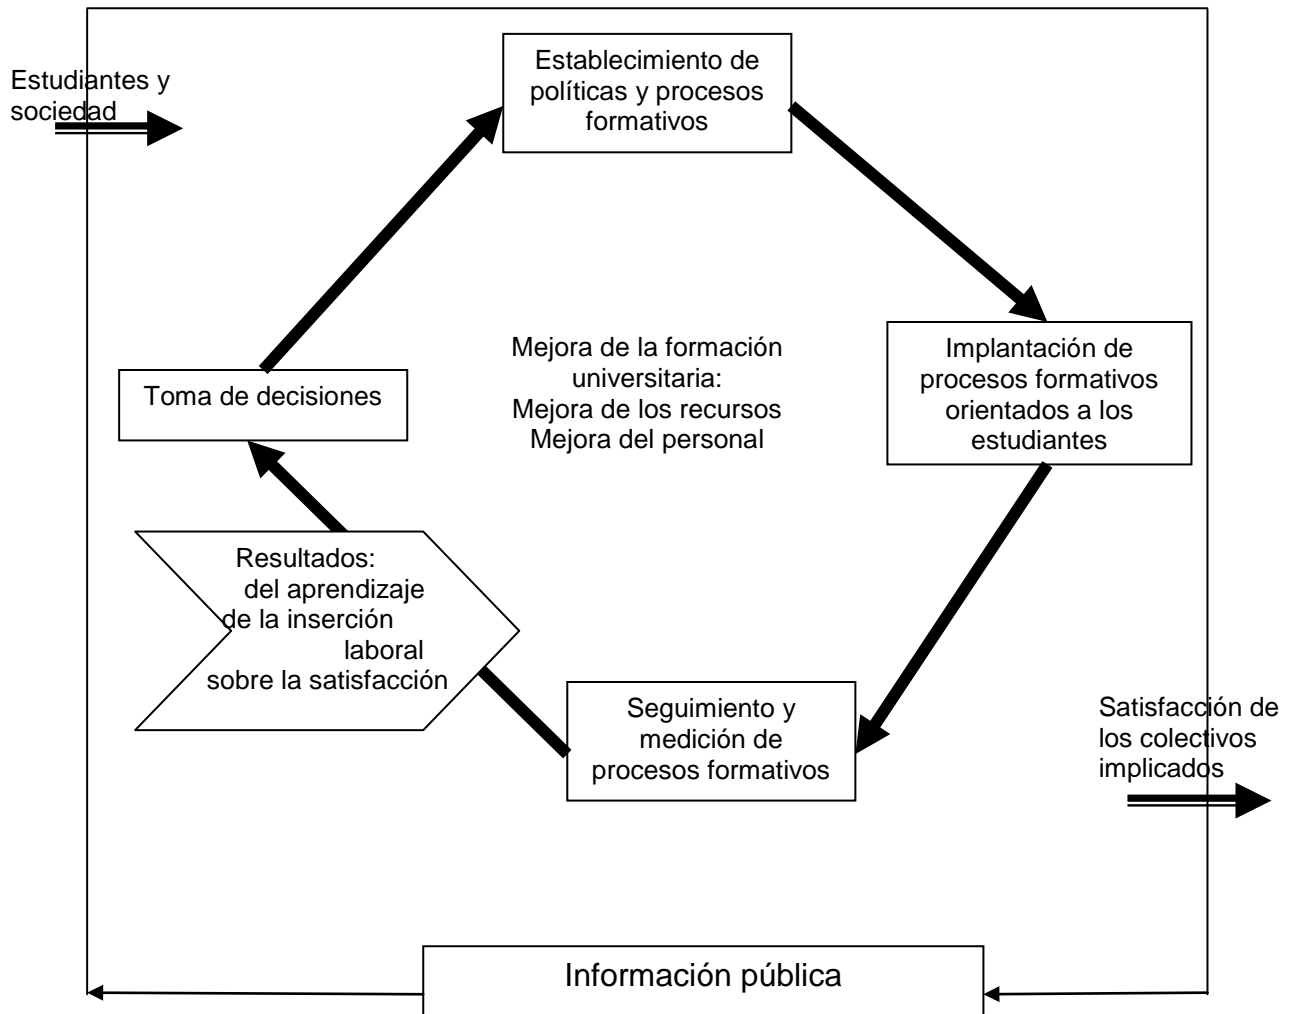 Establecimiento de
políticas y procesos
formativos
Estudiantes y
sociedad
Mejora de la formación
universitaria:
Mejora de los recursos
Mejora del personal
Implantación de
procesos formativos
orientados a los
estudiantes
Toma de decisiones
Resultados:
del aprendizaje
de la inserción
laboral
sobre la satisfacción
Seguimiento y
medición de
procesos formativos
Satisfacción de
los colectivos
implicados
Información pública